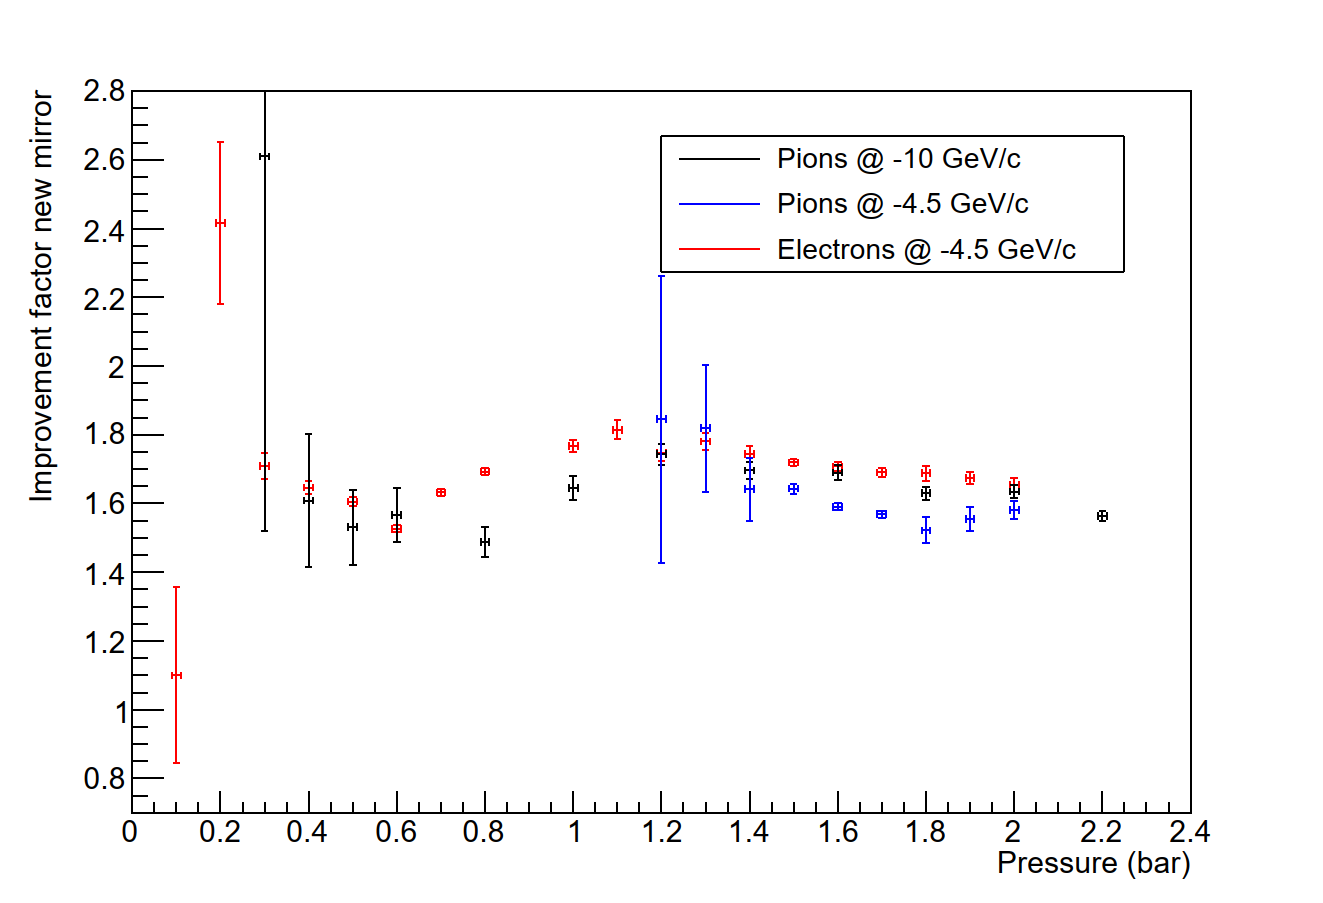 Improvement factor new mirror
2.8
2.6
2.4
2.2
2
1.8
1.6
1.4
1.2
1
0.8
Pions @ -10 GeV/c
Pions @ -4.5 GeV/c
Electrons @ -4.5 GeV/c
0 0.2 0.4 0.6 0.8 1 1.2 1.4 1.6 1.8 2 2.2 2.4
Pressure (bar)